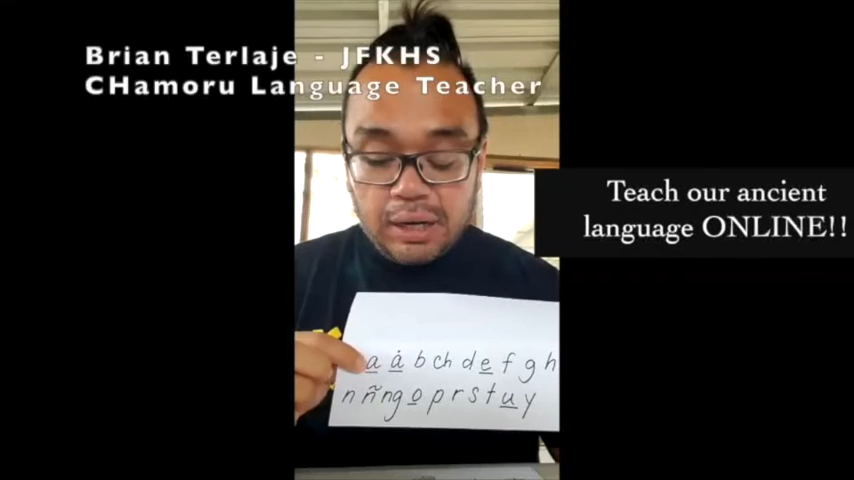 Brian Terlaje - JFKHS
CHamoru Language Teacher
Teach our ancient
language ONLINE!!
a å b ch d e f g h
n ñ ng o p r s t u y